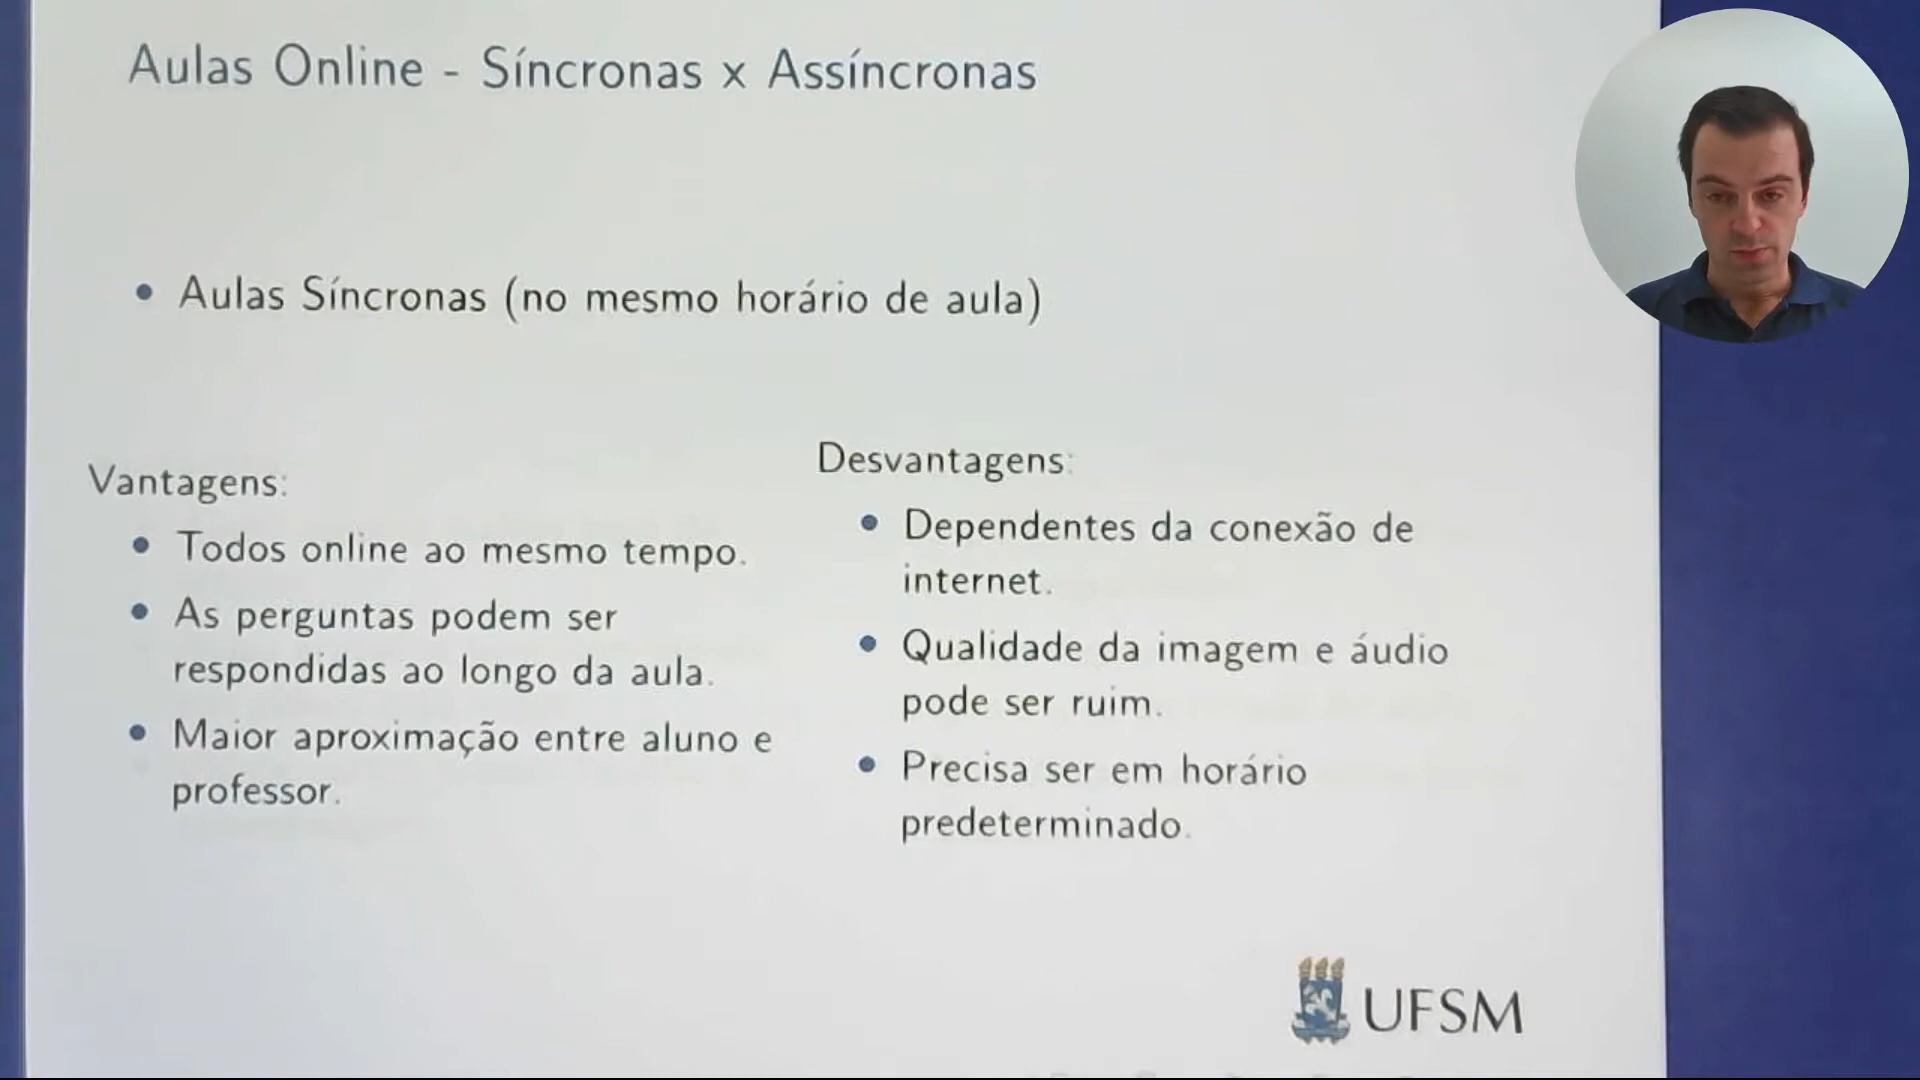 Aulas Online - Síncronas x Assíncronas
• Aulas Síncronas (no mesmo horário de aula)
Vantagens:
• Todos online ao mesmo tempo.
• As perguntas podem ser
respondidas ao longo da aula.
• Maior aproximação entre aluno e
professor.
Desvantagens:
• Dependentes da conexão de
internet.
• Qualidade da imagem e áudio
pode ser ruim.
• Precisa ser em horário
predeterminado.
UFSM